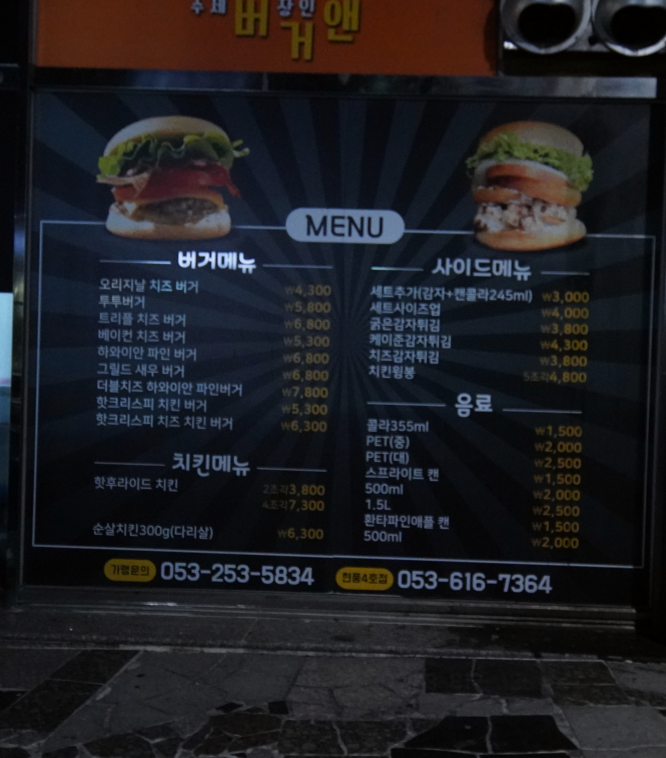 수제
버거
장인
앤
MENU
버거메뉴
오리지날 치즈 버거 ₩4,300
투투버거 ₩5,800
트리플 치즈 버거 ₩6,800
베이컨 치즈 버거 ₩5,300
하와이안 파인 버거 ₩6,800
그릴드 새우 버거 ₩6,800
더블치즈 하와이안 파인버거 ₩7,800
핫크리스피 치킨 버거 ₩5,300
핫크리스피 치즈 치킨 버거 ₩6,300
치킨메뉴
핫후라이드 치킨 2조각3,800
4조각7,300
순살치킨300g(다리살) ₩6,300
사이드메뉴
세트추가(감자+캔콜라245ml) ₩3,000
세트사이즈업 ₩4,000
굵은감자튀김 ₩3,800
케이준감자튀김 ₩4,300
치즈감자튀김 ₩3,800
치킨윙봉 5조각4,800
음료
콜라355ml ₩1,500
PET(중) ₩2,000
PET(대) ₩2,500
스프라이트 캔 ₩1,500
500ml ₩2,000
1.5L ₩2,500
환타파인애플 캔 ₩1,500
500ml ₩2,000
가맹문의 053-253-5834
전통4호점 053-616-7364